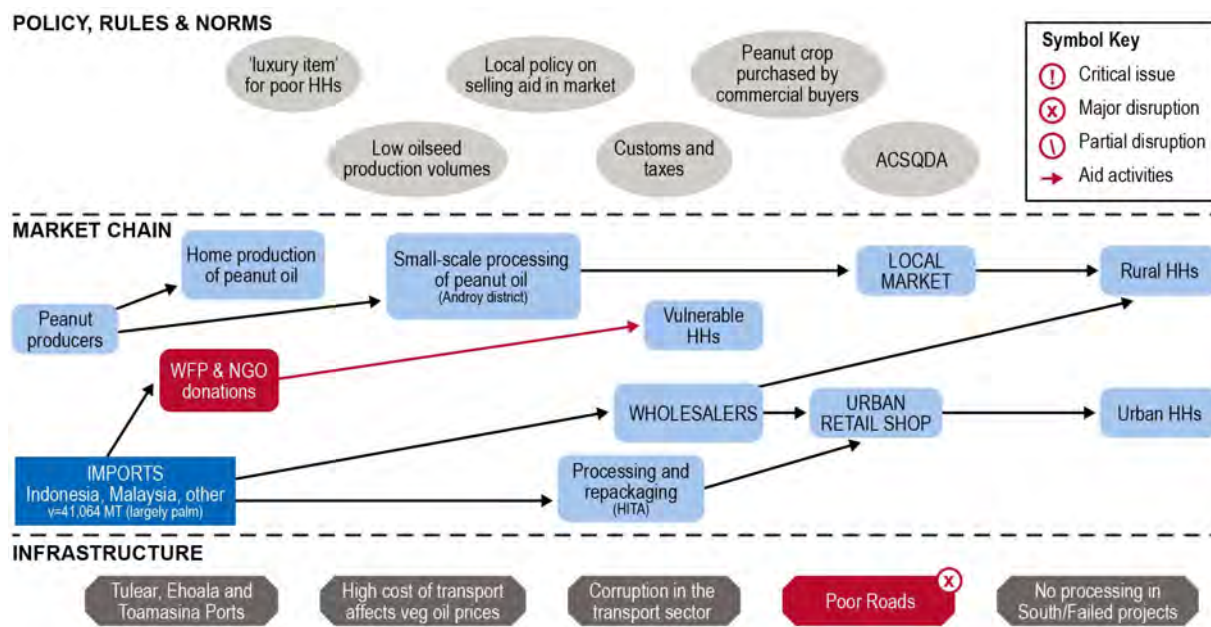 POLICY, RULES & NORMS
'luxury item'
for poor HHs
Local policy on
selling aid in market
Peanut crop
purchased by
commercial buyers
Low oilseed
production volumes
Customs and
taxes
ACSQDA
Symbol Key
! Critical issue
x Major disruption
\ Partial disruption
Aid activities
MARKET CHAIN
Home production
of peanut oil
Small-scale processing
of peanut oil
(Androy district)
LOCAL
MARKET
Rural HHs
Peanut
producers
Vulnerable
HHs
WFP & NGO
donations
WHOLESALERS
URBAN
RETAIL SHOP
Urban HHs
IMPORTS
Indonesia, Malaysia, other
v=41,064 MT (largely palm)
Processing and
repackaging
(HITA)
INFRASTRUCTURE
Tulear, Ehoala and
Toamasina Ports
High cost of transport
affects veg oil prices
Corruption in the
transport sector
Poor Roads
x
No processing in
South/Failed projects